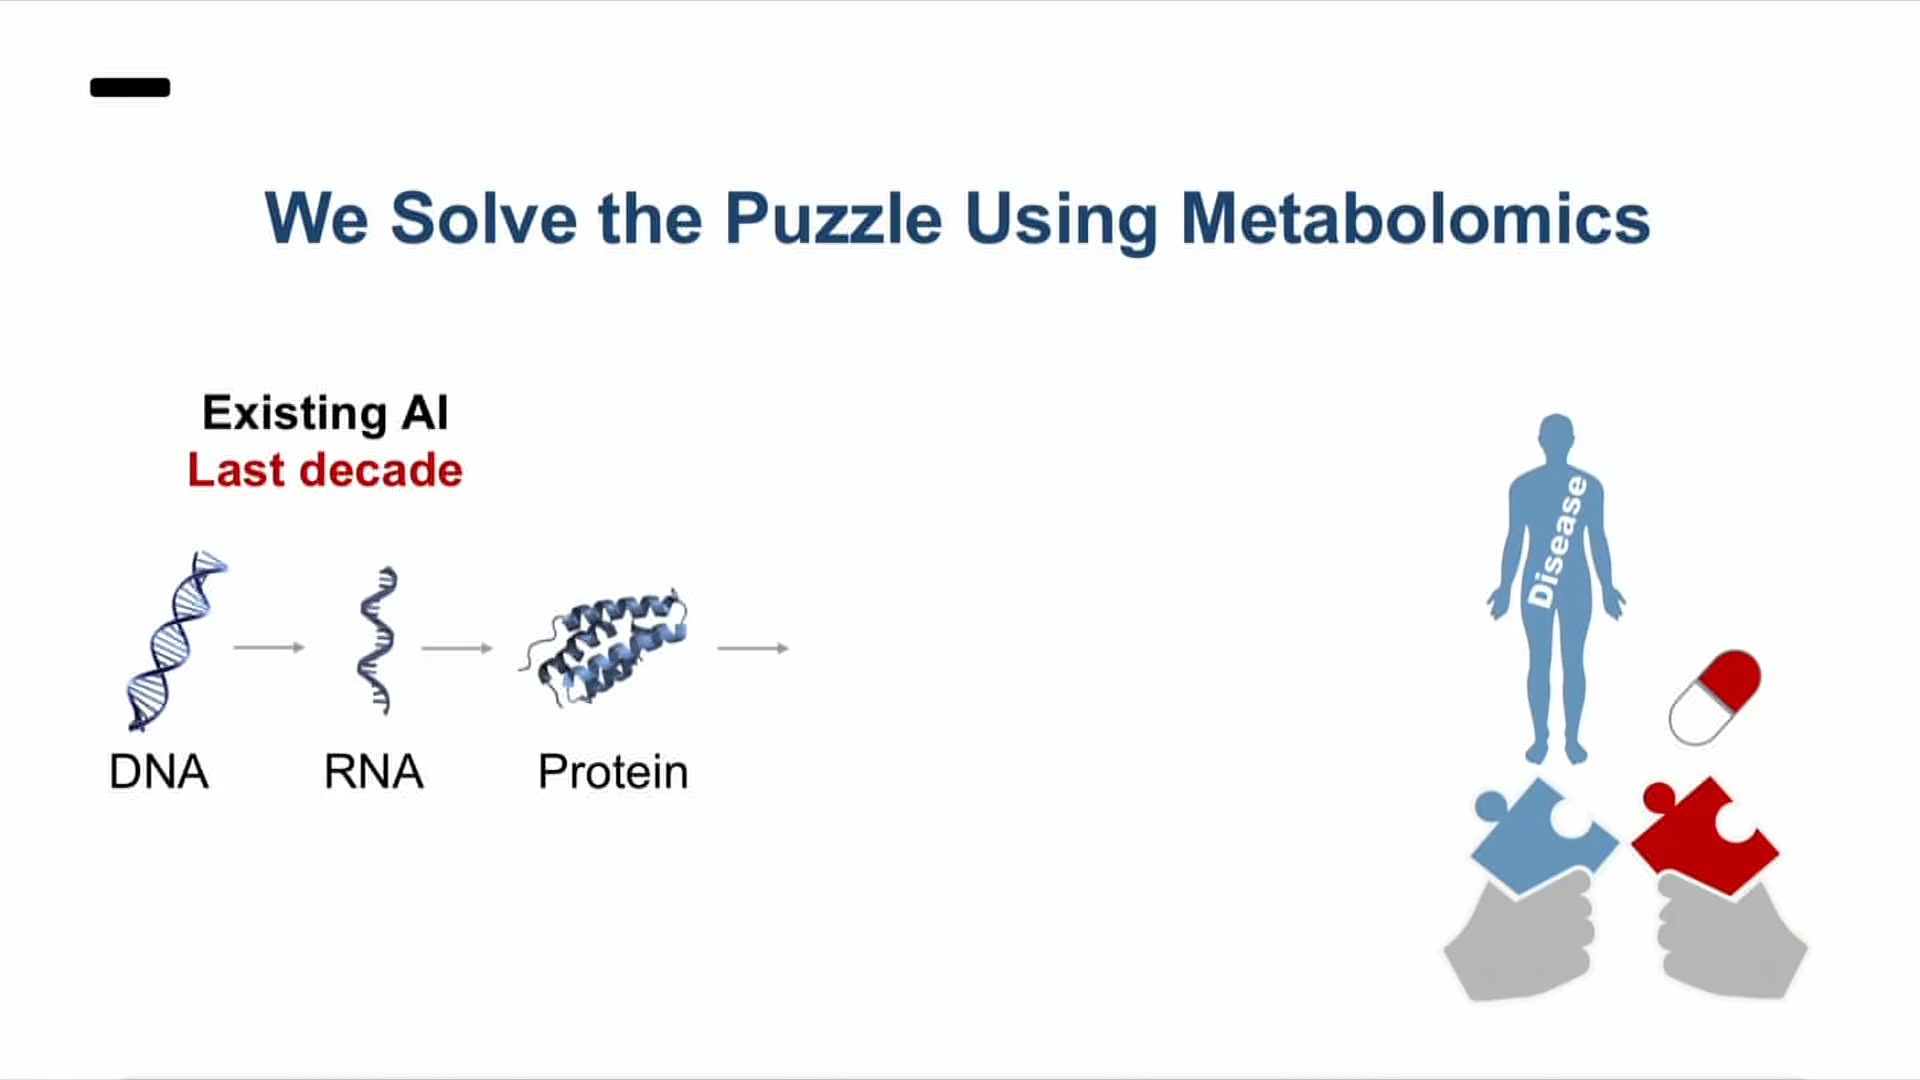 We Solve the Puzzle Using Metabolomics
Existing AI
Last decade
DNA
RNA
Protein
Disease